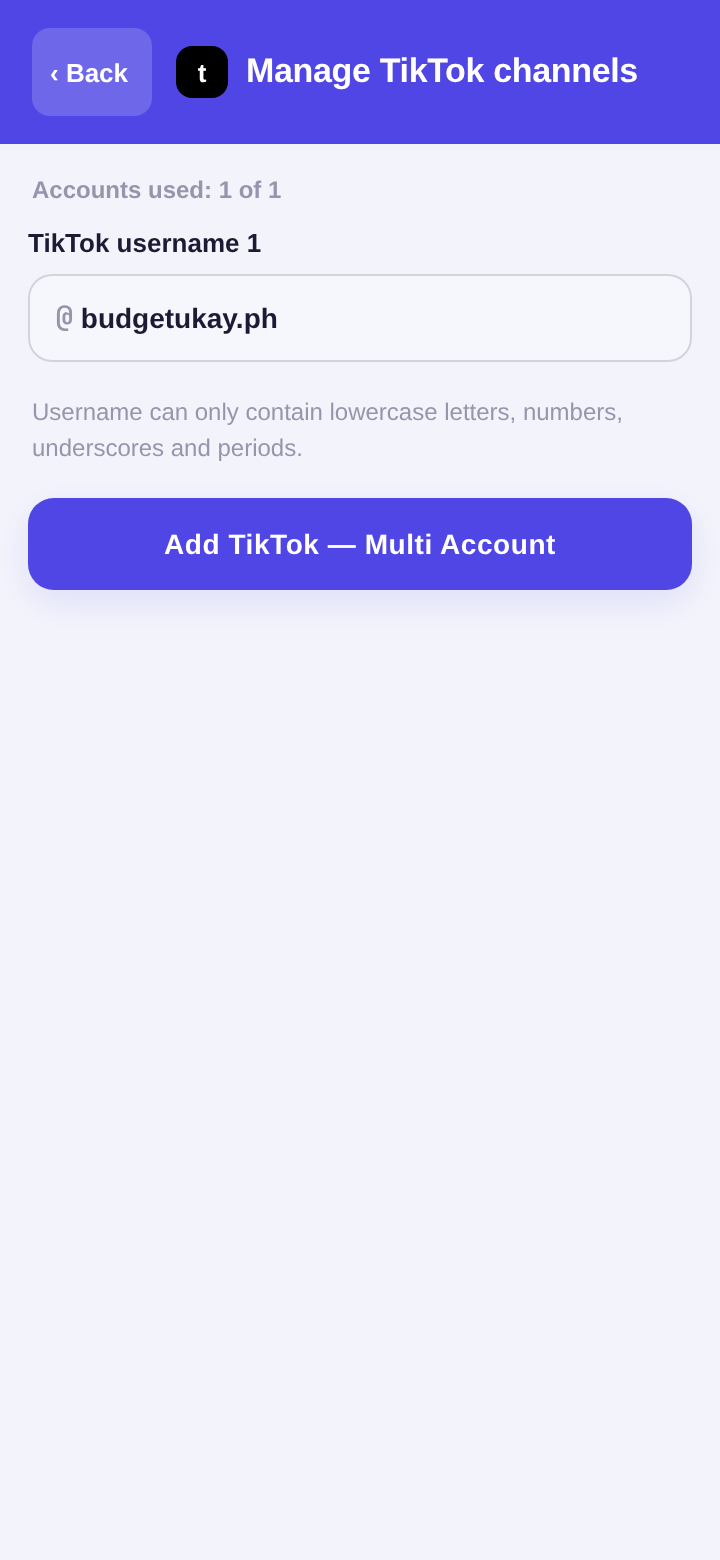 ‹ Back
t
Manage TikTok channels
Accounts used: 1 of 1
TikTok username 1
@ budgetukay.ph
Username can only contain lowercase letters, numbers,
underscores and periods.
Add TikTok — Multi Account